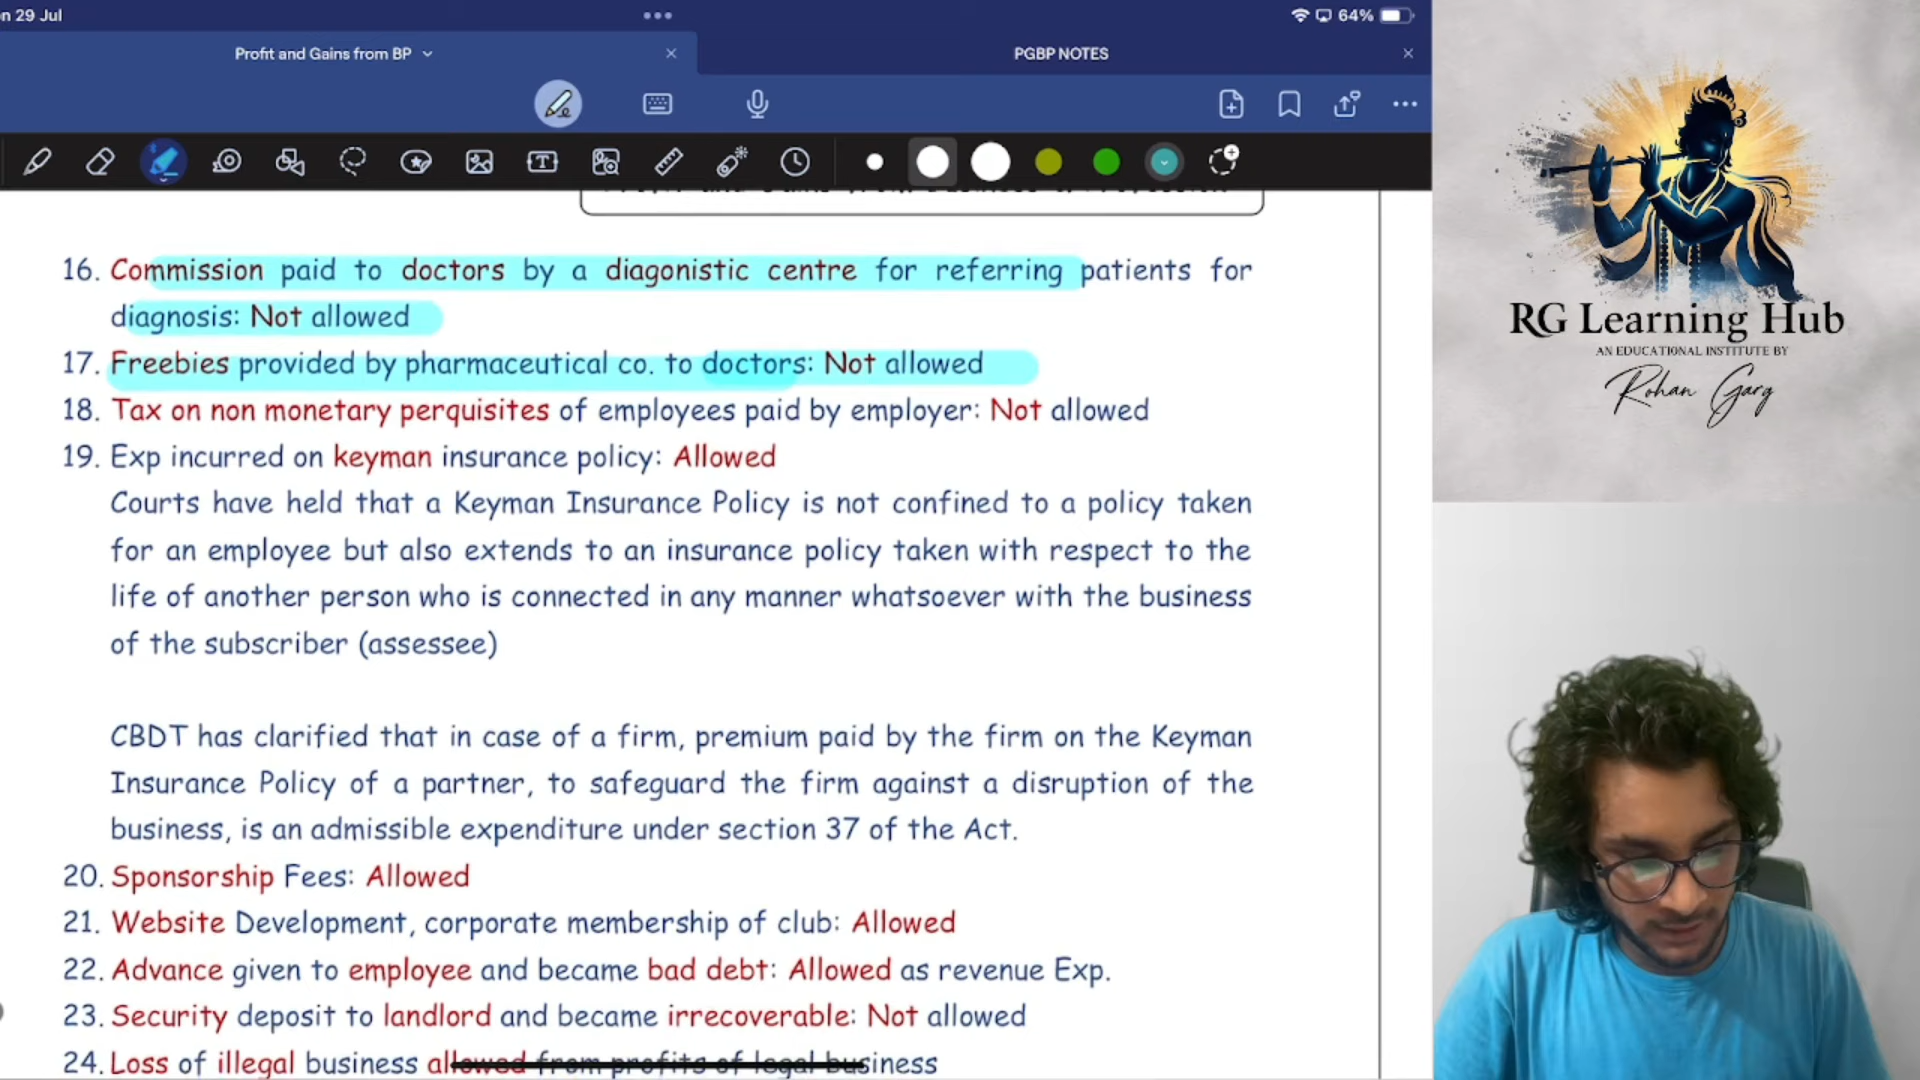 n 29 Jul
64%
Profit and Gains from BP
PGBP NOTES
16. Commission paid to doctors by a diagonistic centre for referring patients for
diagnosis: Not allowed
17. Freebies provided by pharmaceutical co. to doctors: Not allowed
18. Tax on non monetary perquisites of employees paid by employer: Not allowed
19. Exp incurred on keyman insurance policy: Allowed
Courts have held that a Keyman Insurance Policy is not confined to a policy taken
for an employee but also extends to an insurance policy taken with respect to the
life of another person who is connected in any manner whatsoever with the business
of the subscriber (assessee)
CBDT has clarified that in case of a firm, premium paid by the firm on the Keyman
Insurance Policy of a partner, to safeguard the firm against a disruption of the
business, is an admissible expenditure under section 37 of the Act.
20. Sponsorship Fees: Allowed
21. Website Development, corporate membership of club: Allowed
22. Advance given to employee and became bad debt: Allowed as revenue Exp.
23. Security deposit to landlord and became irrecoverable: Not allowed
24. Loss of illegal business allowed from profits of legal business
RG Learning Hub
AN EDUCATIONAL INSTITUTE BY
Rohan Garg